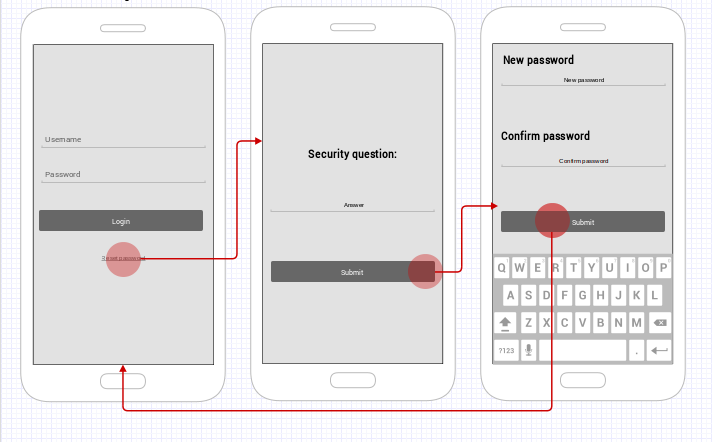 Username
Password
Login
Reset password
Security question:
Answer
Submit
New password
New password
Confirm password
Confirm password
Submit
Q W E R T Y U I O P
A S D F G H J K L
Z X C V B N M
?123 .